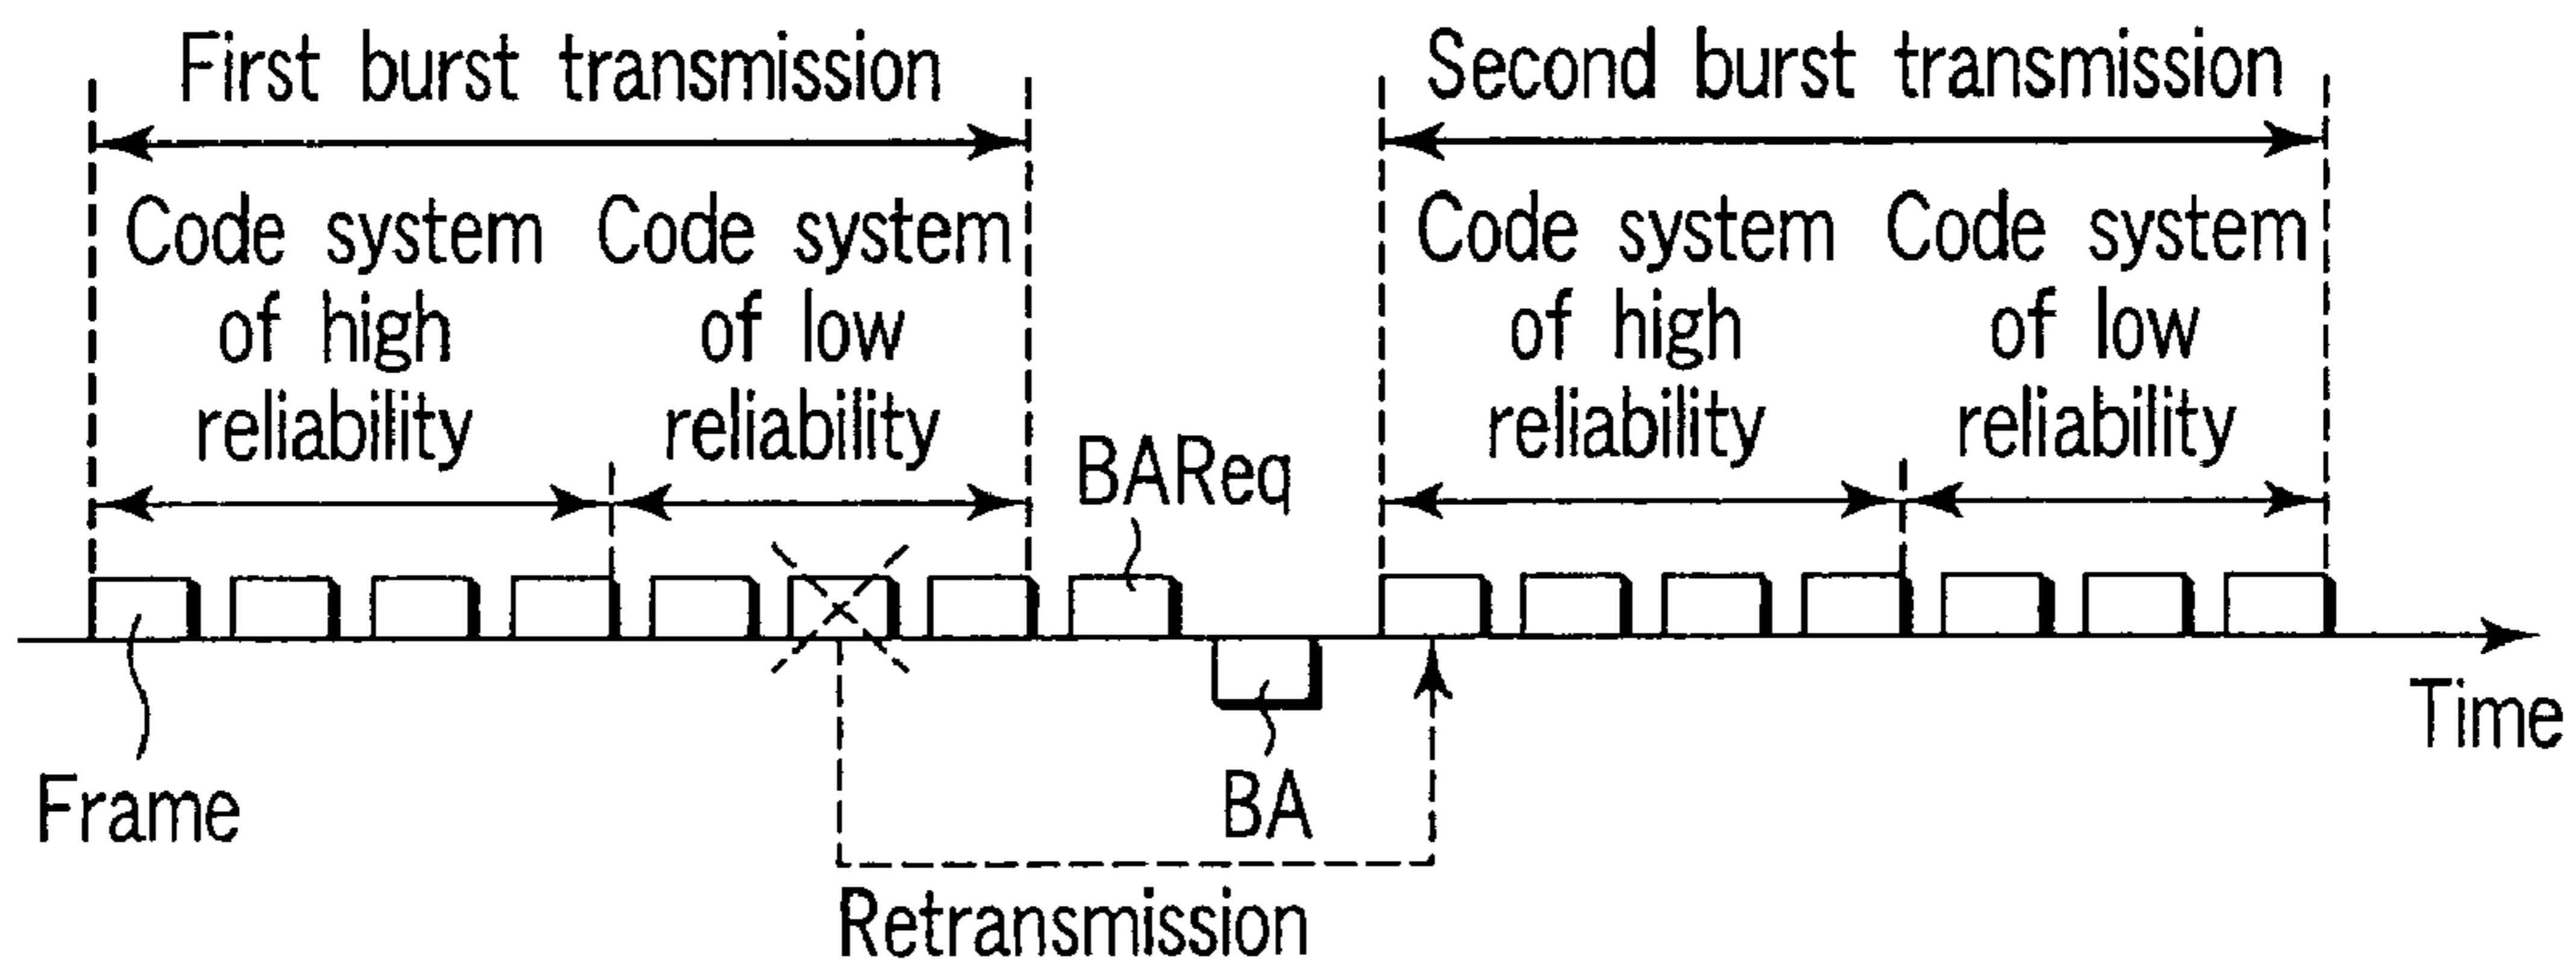 First burst transmission
Second burst transmission
Code system
of high
reliability
Code system
of low
reliability
BAReq
Code system
of high
reliability
Code system
of low
reliability
Time
Frame
BA
Retransmission